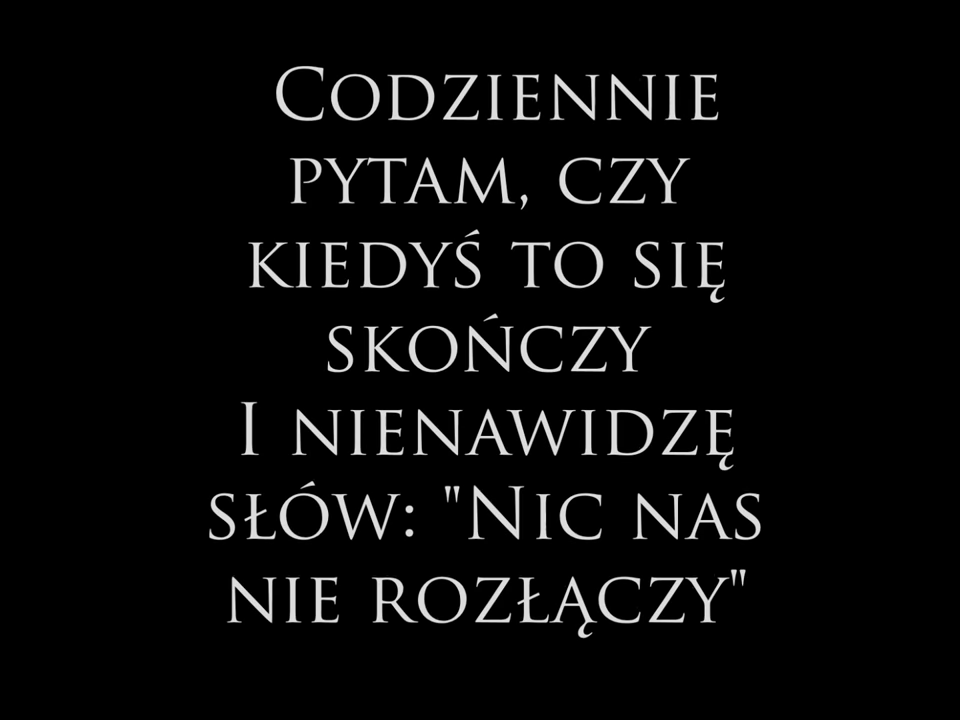 Codziennie
pytam, czy
kiedyś to się
skończy
I nienawidzę
słów: "Nic nas
nie rozłączy"